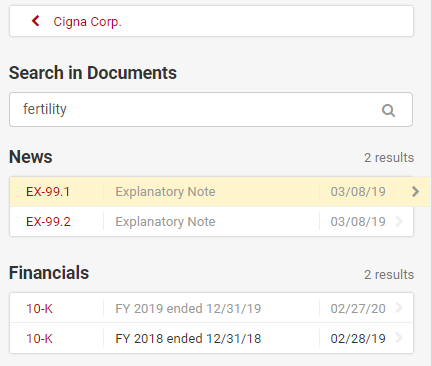 Cigna Corp.
Search in Documents
fertility
News 2 results
EX-99.1 Explanatory Note 03/08/19
EX-99.2 Explanatory Note 03/08/19
Financials 2 results
10-K FY 2019 ended 12/31/19 02/27/20
10-K FY 2018 ended 12/31/18 02/28/19